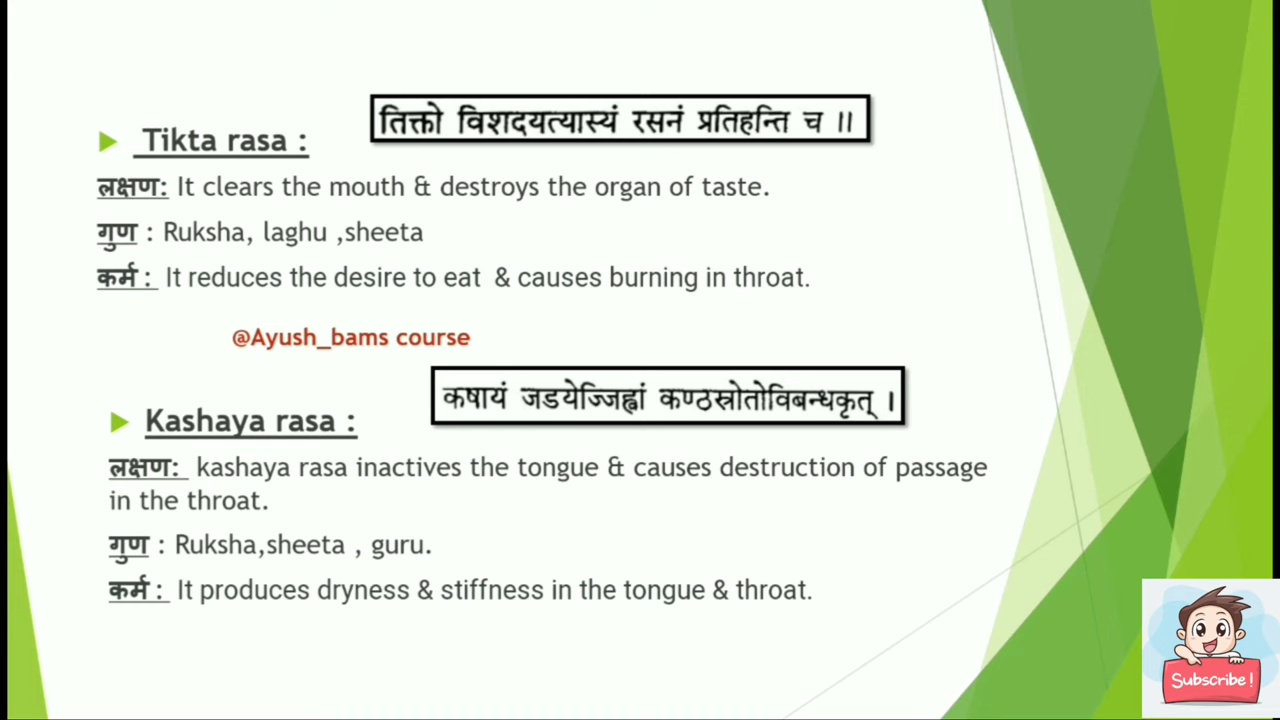 तिक्तो विशदयत्यास्यं रसनं प्रतिहन्ति च ॥
Tikta rasa :
लक्षण: It clears the mouth & destroys the organ of taste.
गुण : Ruksha, laghu ,sheeta
कर्म : It reduces the desire to eat & causes burning in throat.
@Ayush_bams course
कषायं जडयेज्जिह्वां कण्ठस्रोतोविबन्धकृत् ।
Kashaya rasa :
लक्षण: kashaya rasa inactives the tongue & causes destruction of passage
in the throat.
गुण : Ruksha,sheeta , guru.
कर्म : It produces dryness & stiffness in the tongue & throat.
Subscribe!